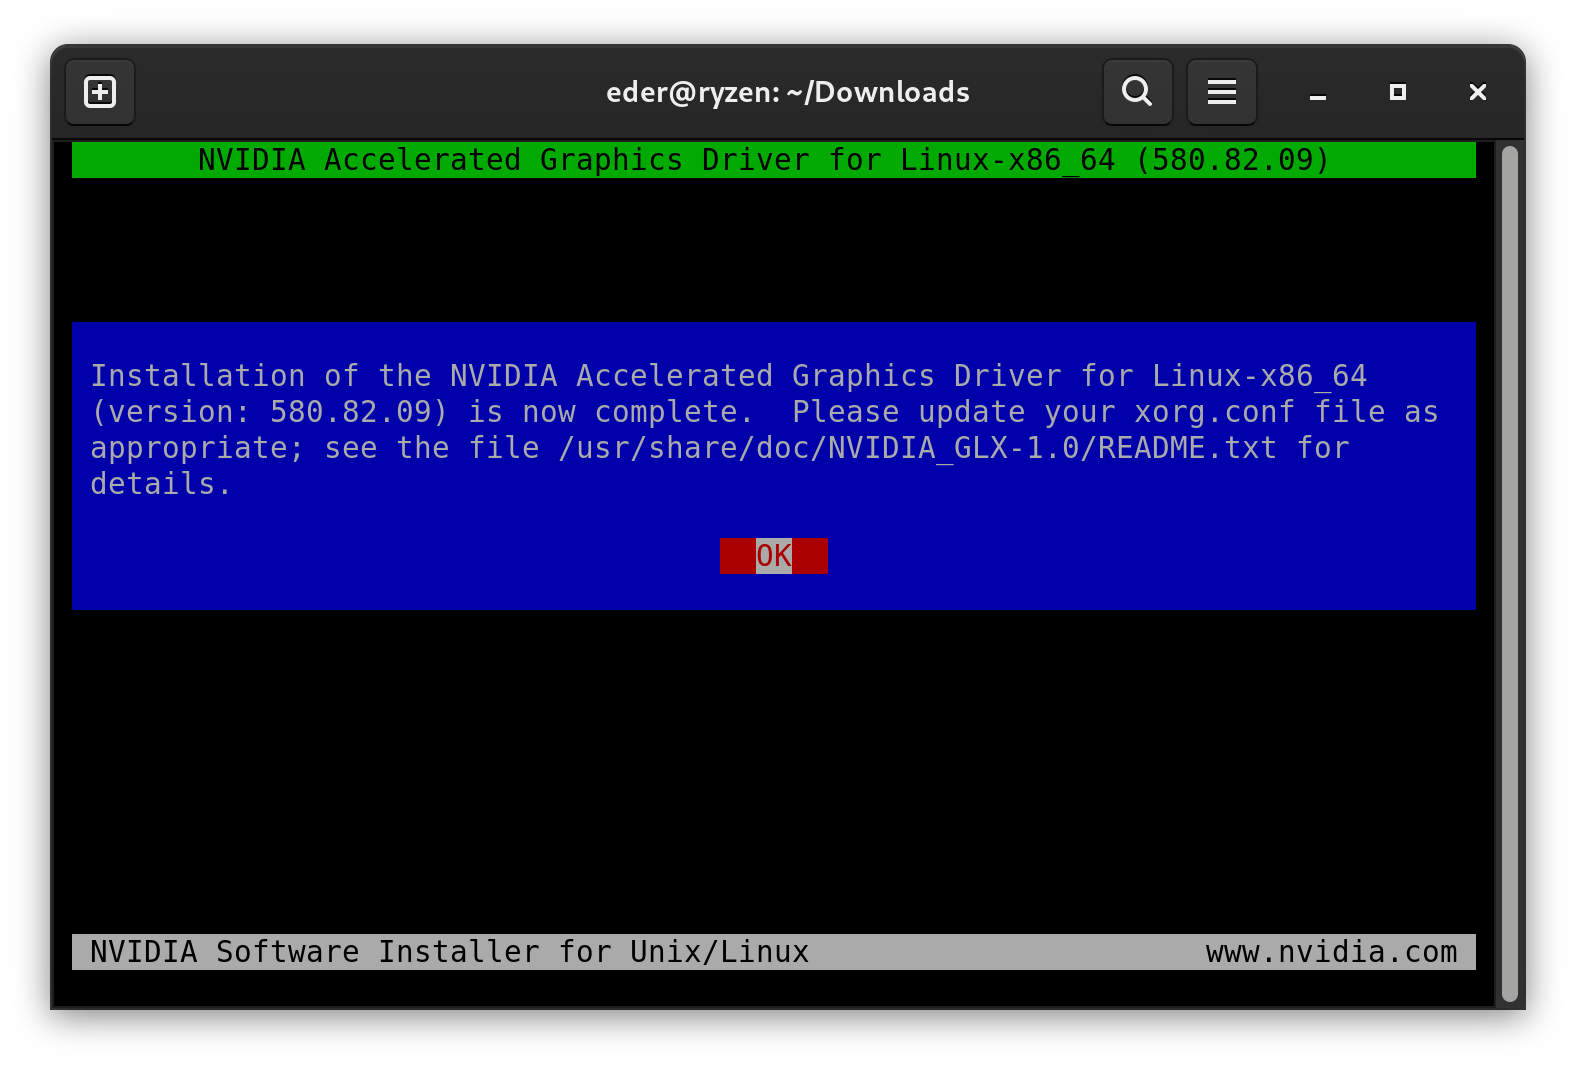 eder@ryzen: ~/Downloads
NVIDIA Accelerated Graphics Driver for Linux-x86_64 (580.82.09)
Installation of the NVIDIA Accelerated Graphics Driver for Linux-x86_64
(version: 580.82.09) is now complete.  Please update your xorg.conf file as
appropriate; see the file /usr/share/doc/NVIDIA_GLX-1.0/README.txt for
details.
OK
NVIDIA Software Installer for Unix/Linux www.nvidia.com